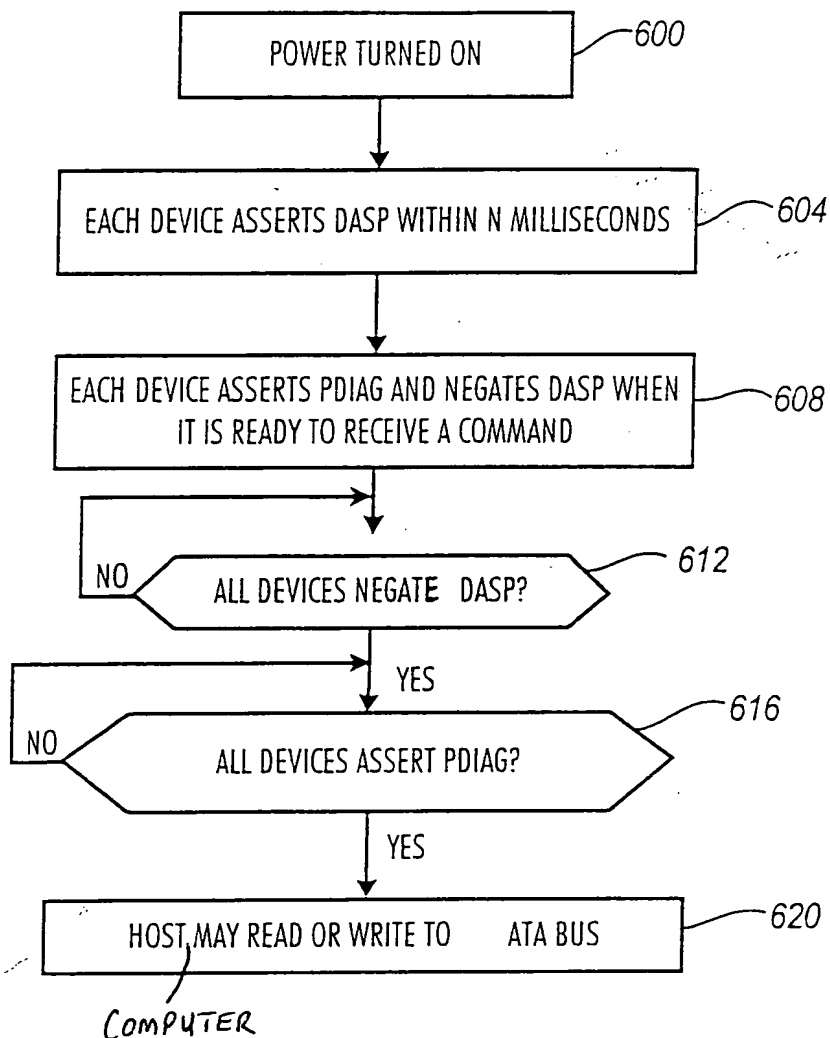 POWER TURNED ON
600
EACH DEVICE ASSERTS DASP WITHIN N MILLISECONDS
604
EACH DEVICE ASSERTS PDIAG AND NEGATES DASP WHEN
IT IS READY TO RECEIVE A COMMAND
608
ALL DEVICES NEGATE DASP?
612
NO
YES
ALL DEVICES ASSERT PDIAG?
616
NO
YES
HOST MAY READ OR WRITE TO ATA BUS
620
COMPUTER